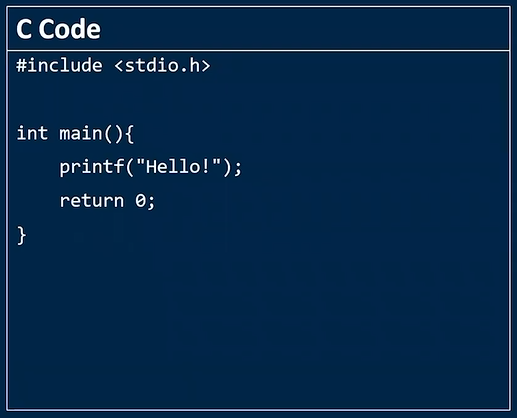 C Code
#include <stdio.h>
int main(){
    printf("Hello!");
    return 0;
}